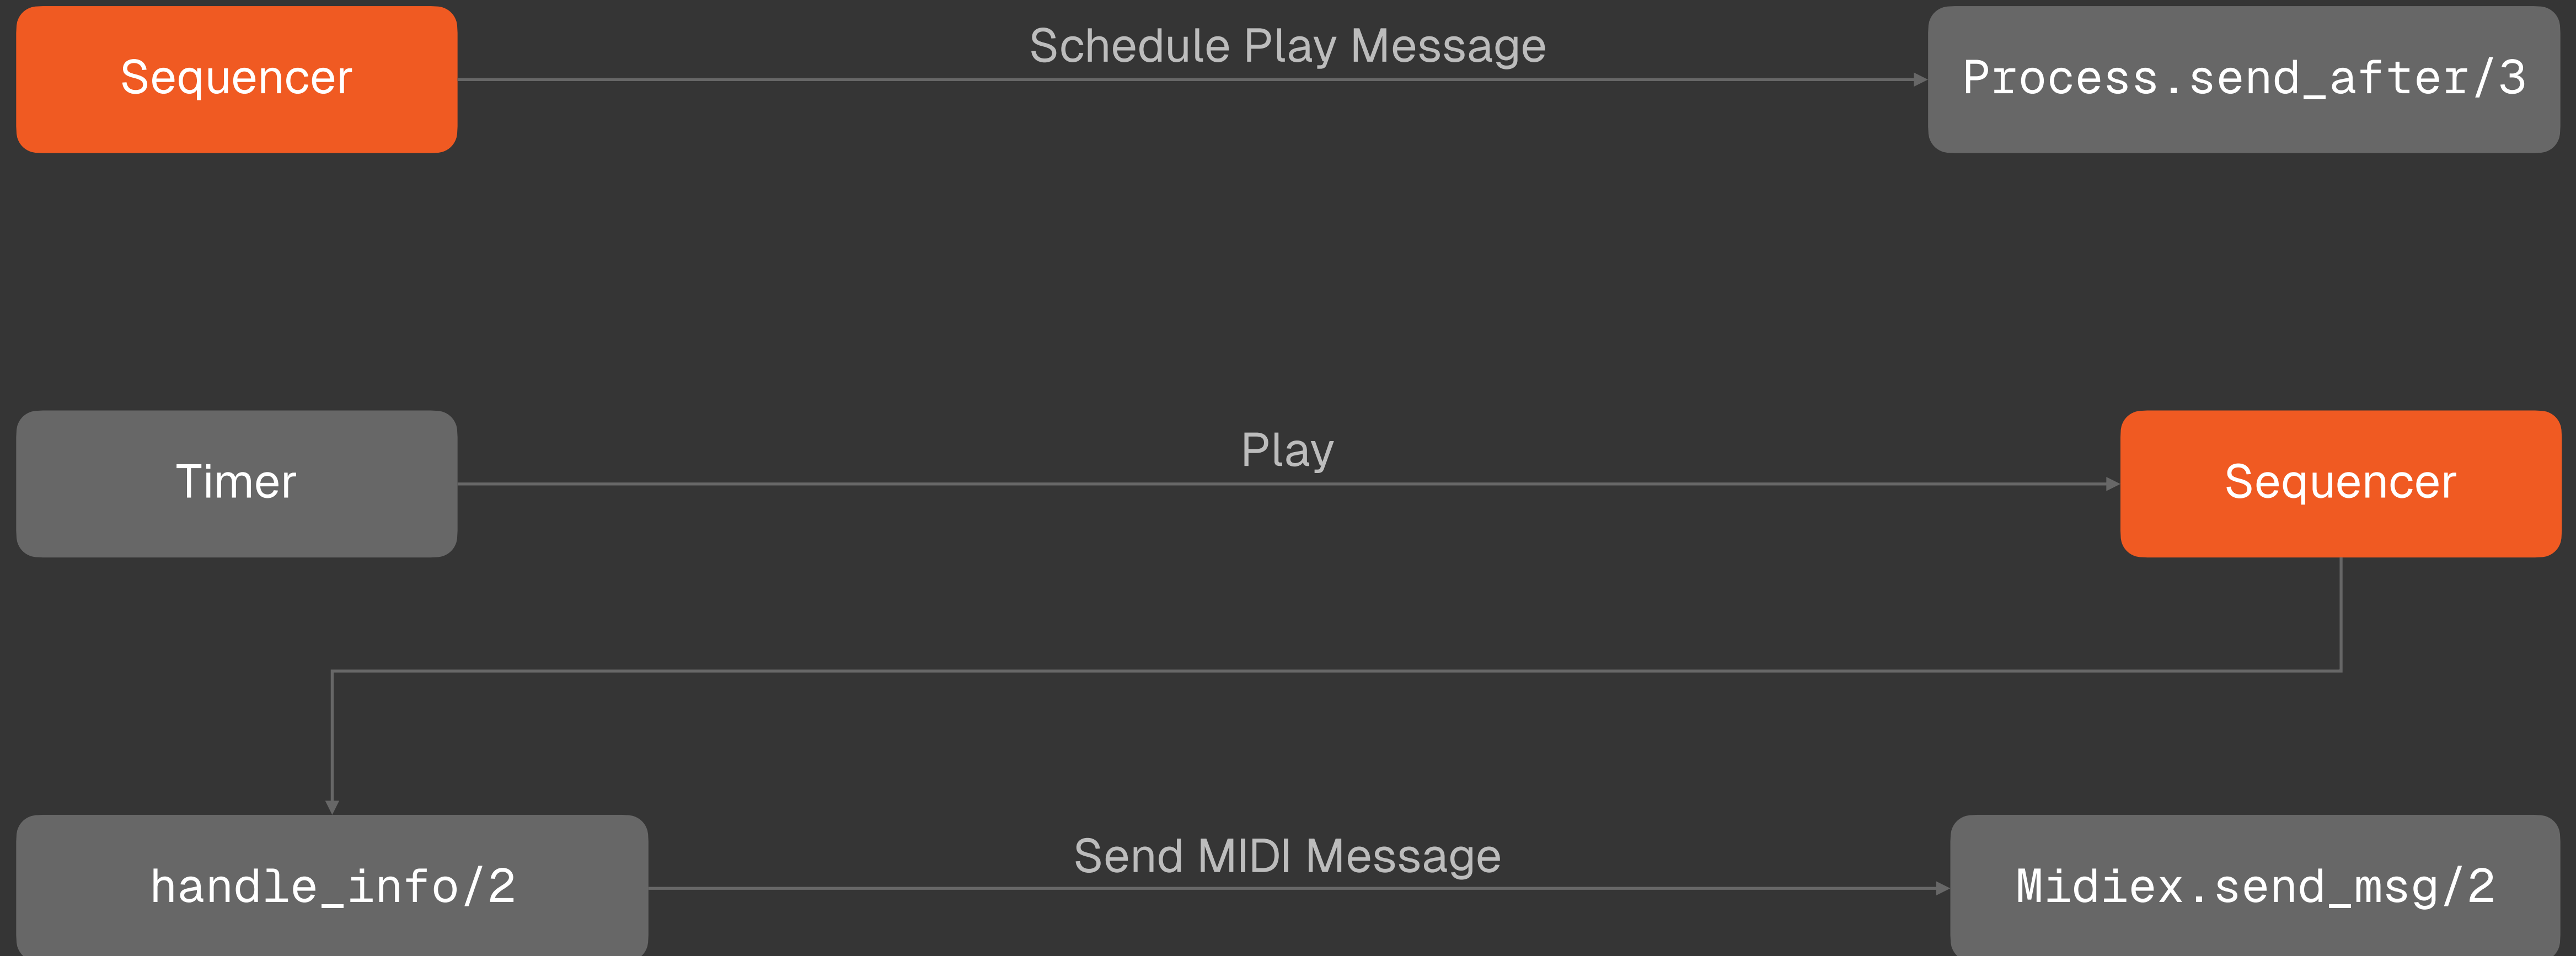 Sequencer
Schedule Play Message
Process.send_after/3
Timer
Play
Sequencer
handle_info/2
Send MIDI Message
Midiex.send_msg/2